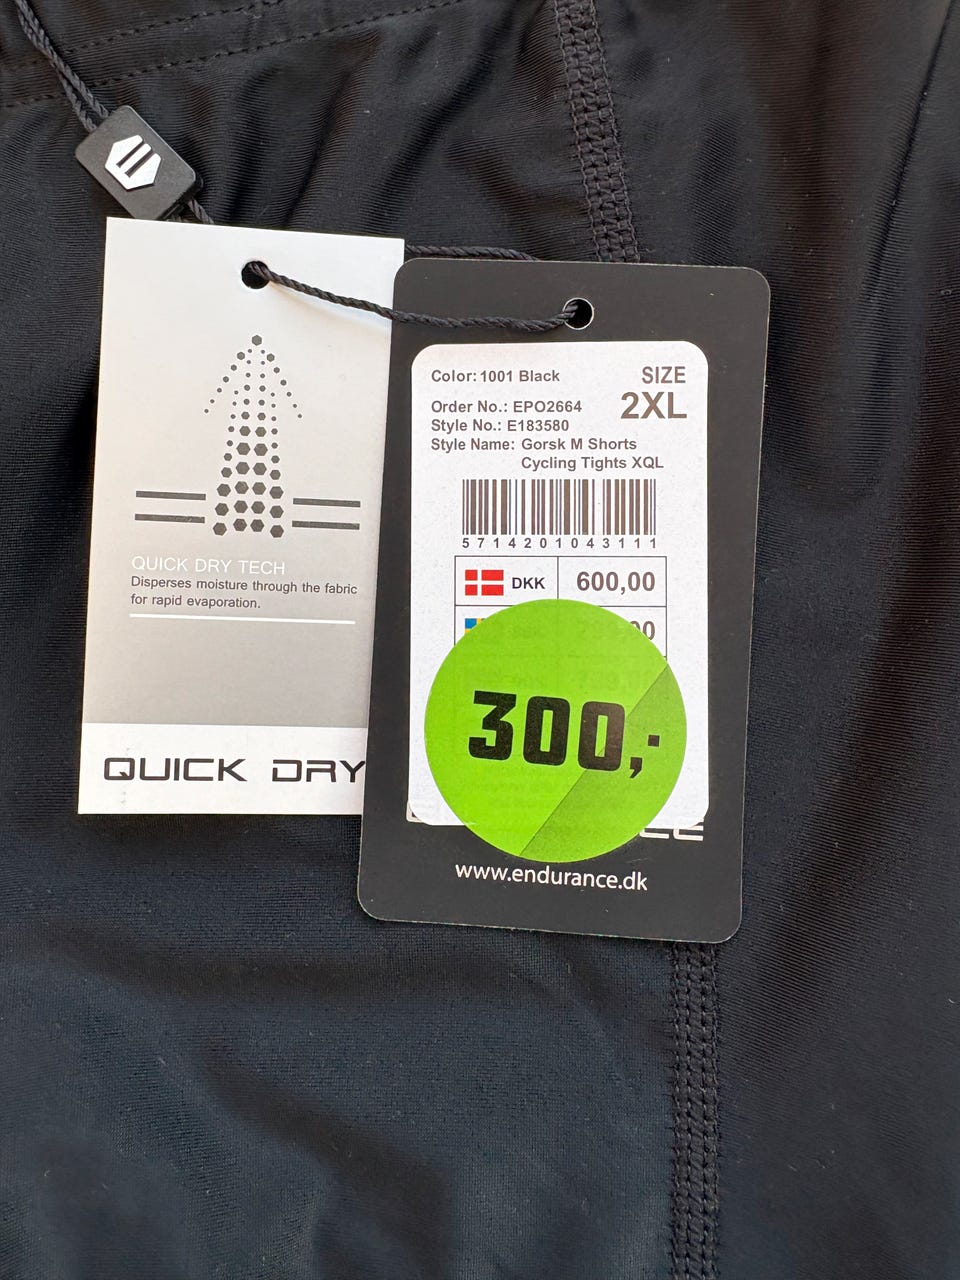 QUICK DRY TECH
Disperses moisture through the fabric
for rapid evaporation.
QUICK DRY
Color: 1001 Black
SIZE
2XL
Order No.: EPO2664
Style No.: E183580
Style Name: Gorsk M Shorts
Cycling Tights XQL
5714201043111
DKK 600,00
300,-
www.endurance.dk